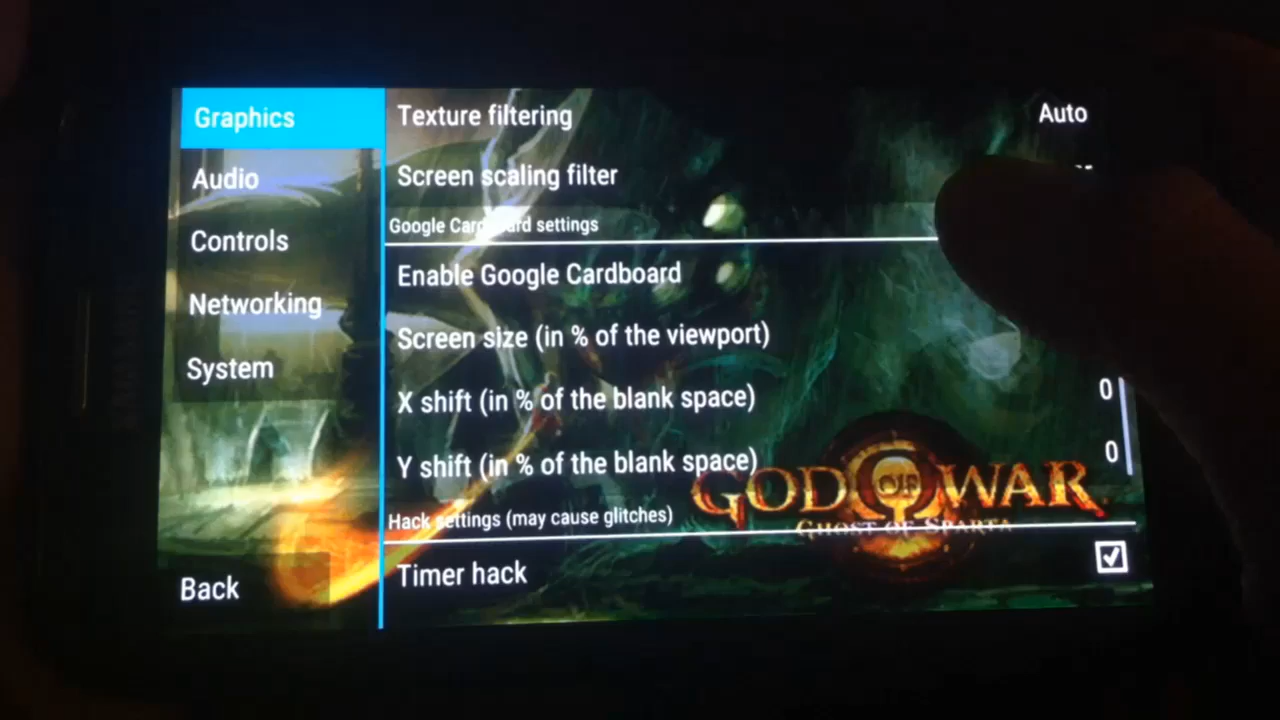 Graphics
Audio
Controls
Networking
System
Back
Texture filtering
Auto
Screen scaling filter
Google Cardboard settings
Enable Google Cardboard
Screen size (in % of the viewport)
X shift (in % of the blank space)
0
Y shift (in % of the blank space)
0
GOD OF WAR
GHOST OF SPARTA
Hack settings (may cause glitches)
Timer hack